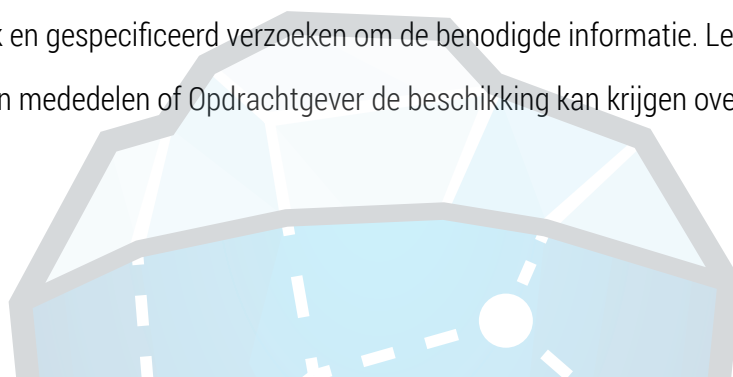 en gespecificeerd verzoeken om de benodigde informatie. Le
mededelen of Opdrachtgever de beschikking kan krijgen ove